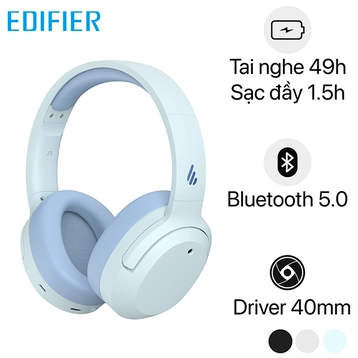 EDIFIER
Tai nghe 49h
Sạc đầy 1.5h
Bluetooth 5.0
Driver 40mm